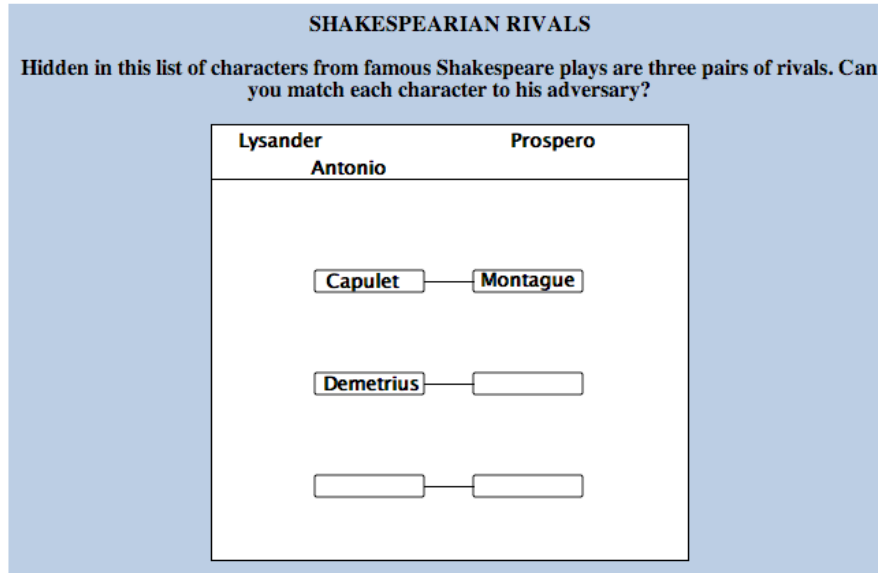 SHAKESPEARIAN RIVALS
Hidden in this list of characters from famous Shakespeare plays are three pairs of rivals. Can
you match each character to his adversary?
Lysander Prospero
Antonio
Capulet Montague
Demetrius